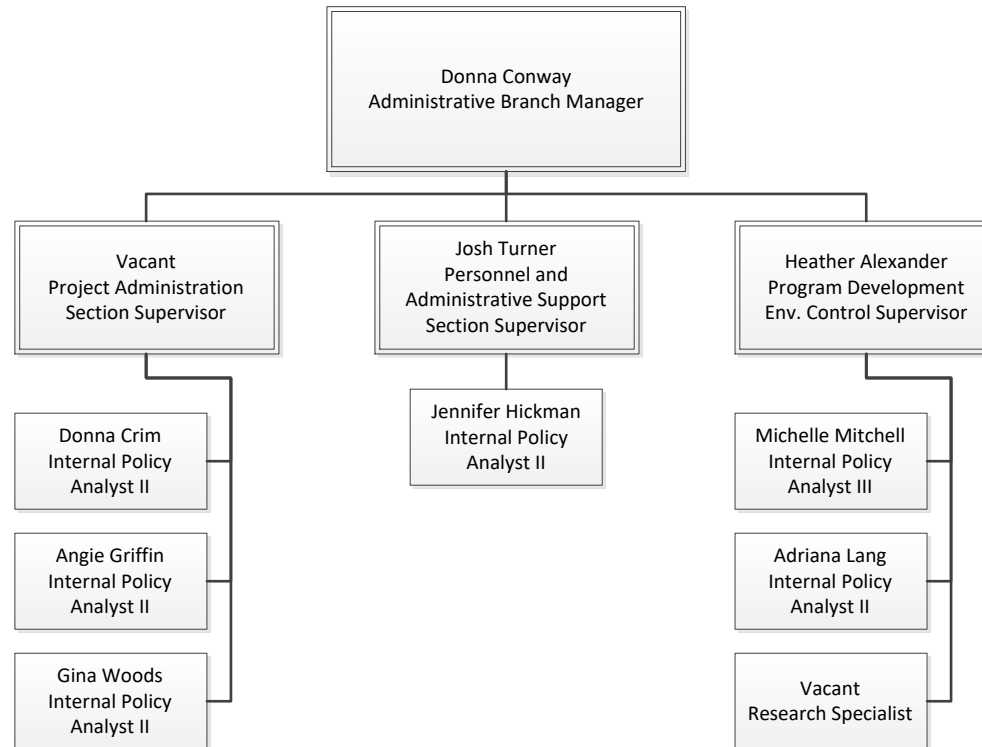 Donna Conway
Administrative Branch Manager
Vacant
Project Administration
Section Supervisor
Josh Turner
Personnel and
Administrative Support
Section Supervisor
Heather Alexander
Program Development
Env. Control Supervisor
Donna Crim
Internal Policy
Analyst II
Jennifer Hickman
Internal Policy
Analyst II
Michelle Mitchell
Internal Policy
Analyst III
Angie Griffin
Internal Policy
Analyst II
Adriana Lang
Internal Policy
Analyst II
Gina Woods
Internal Policy
Analyst II
Vacant
Research Specialist